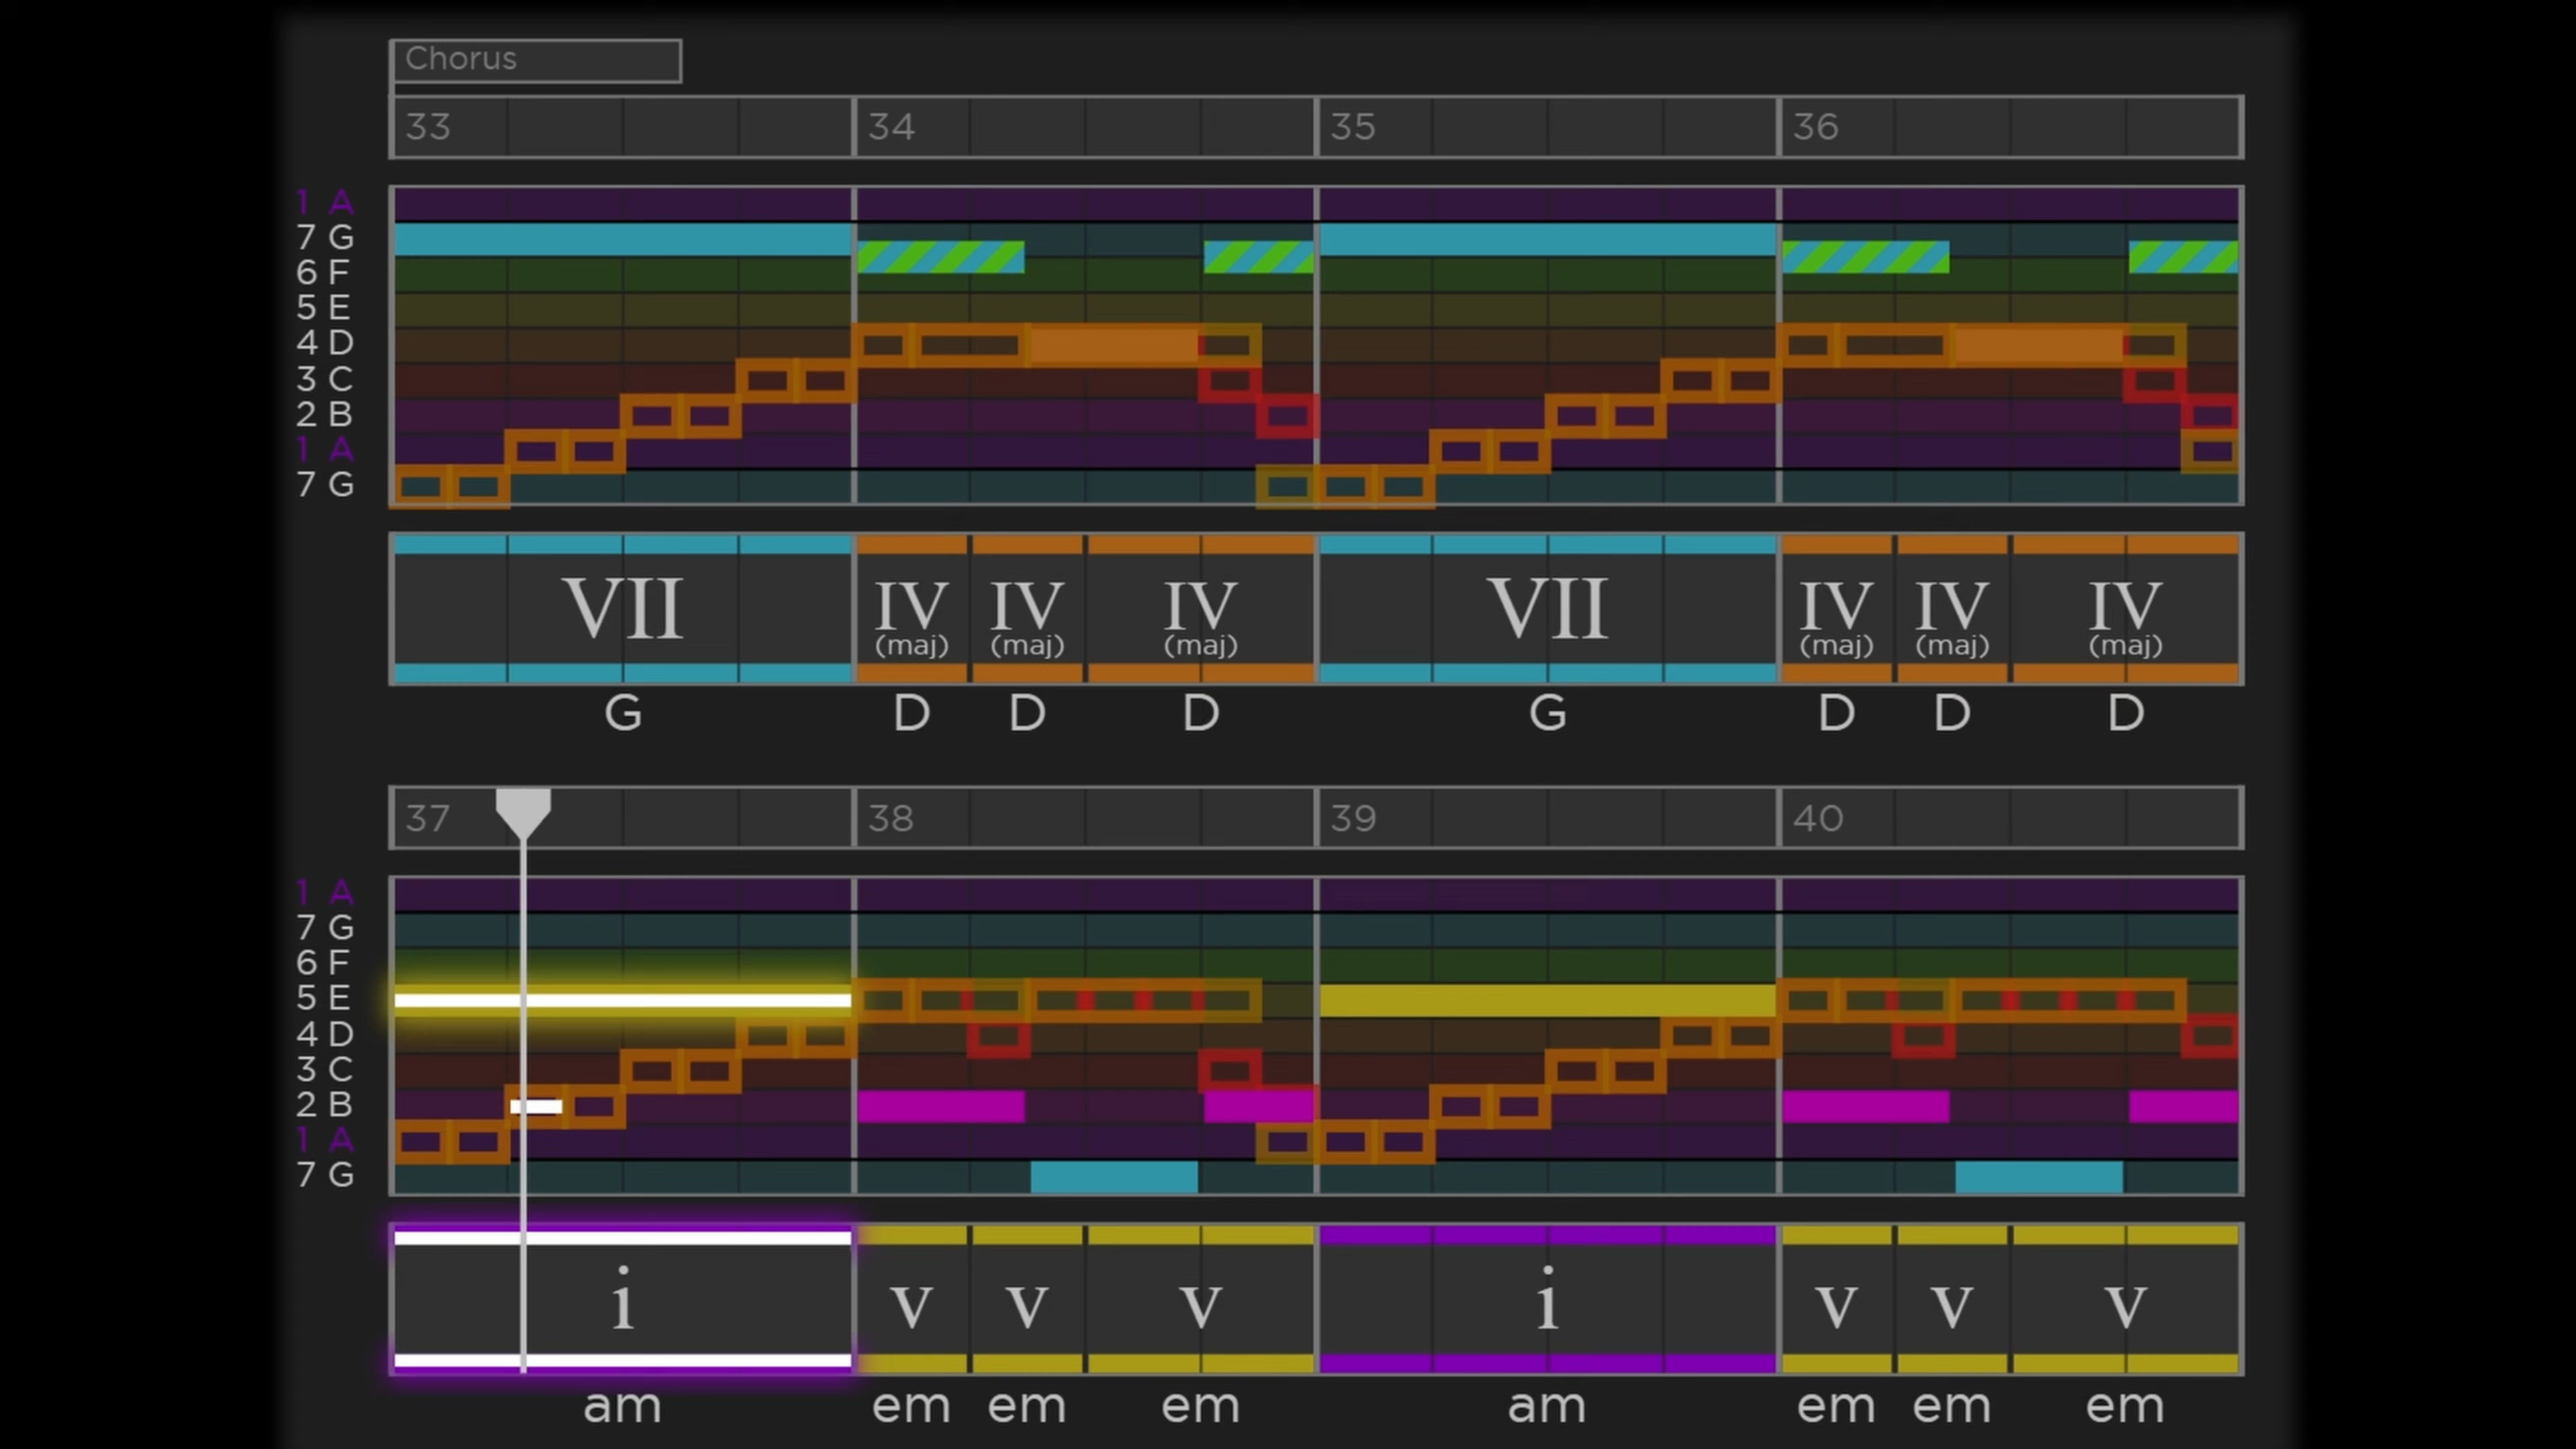 Chorus
33 34 35 36
1 A
7 G
6 F
5 E
4 D
3 C
2 B
1 A
7 G
VII IV (maj) IV (maj) IV (maj) VII IV (maj) IV (maj) IV (maj)
G D D D G D D D
37 38 39 40
1 A
7 G
6 F
5 E
4 D
3 C
2 B
1 A
7 G
i v v v i v v v
am em em em am em em em